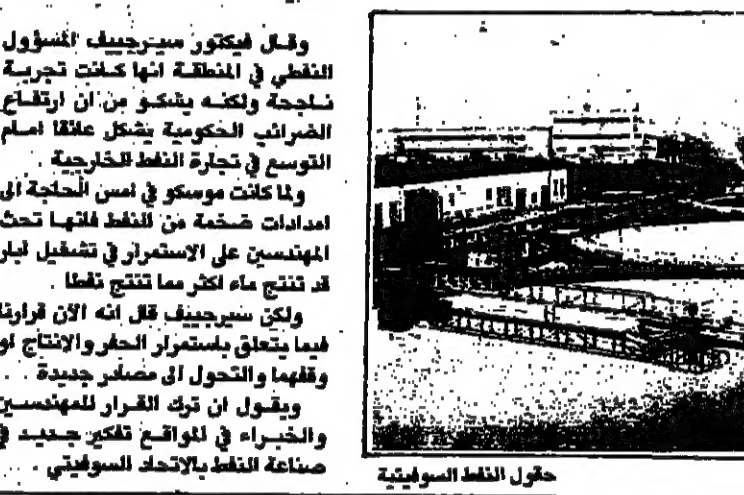 وقال فيكتور سيرجييف المسؤول
النفطي في المنطقة انها كانت تجربة
ناجحة ولكنه يشكو من ان ارتفاع
الضرائب الحكومية يشكل عائقا امام
التوسع في تجارة النفط الخارجية .
ولما كانت موسكو في امس الحاجة الى
امدادات ضخمة من النفط فانها تحث
المهندسين على الاستمرار في تشغيل ابار
قد تنتج ماء اكثر مما تنتج نفطا .
ولكن سيرجييف قال انه الآن قرارنا
فيما يتعلق باستمرار الحفر والانتاج او
وقفهما والتحول الى مصادر جديدة .
ويقول ان ترك القرار للمهندسين
والخبراء في المواقع تفكير جديد في
صناعة النفط بالاتحاد السوفيتي .
حقول النفط السوفيتية